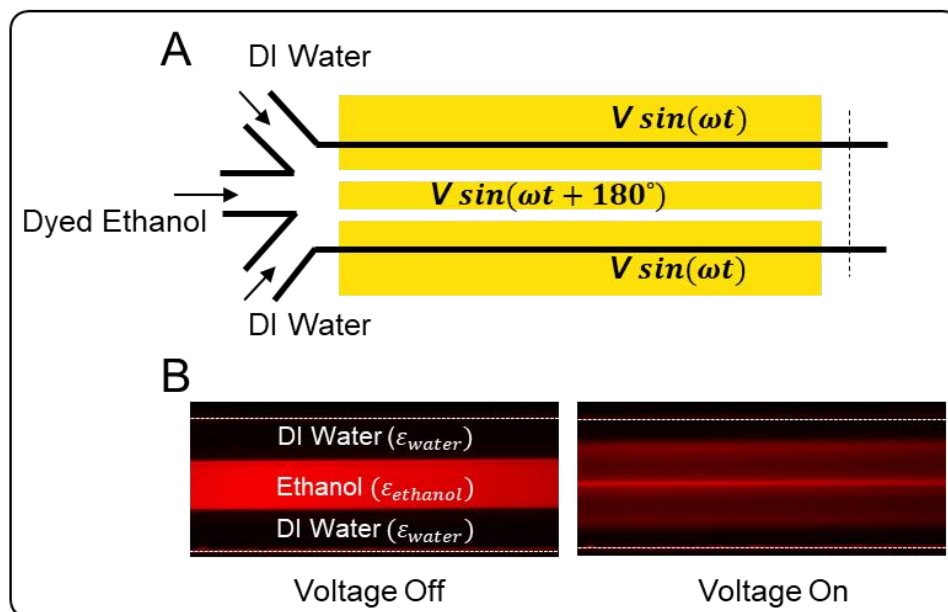 A
DI Water
V sin(ωt)
V sin(ωt + 180°)
Dyed Ethanol
V sin(ωt)
DI Water
B
DI Water (ε_water)
Ethanol (ε_ethanol)
DI Water (ε_water)
Voltage Off
Voltage On